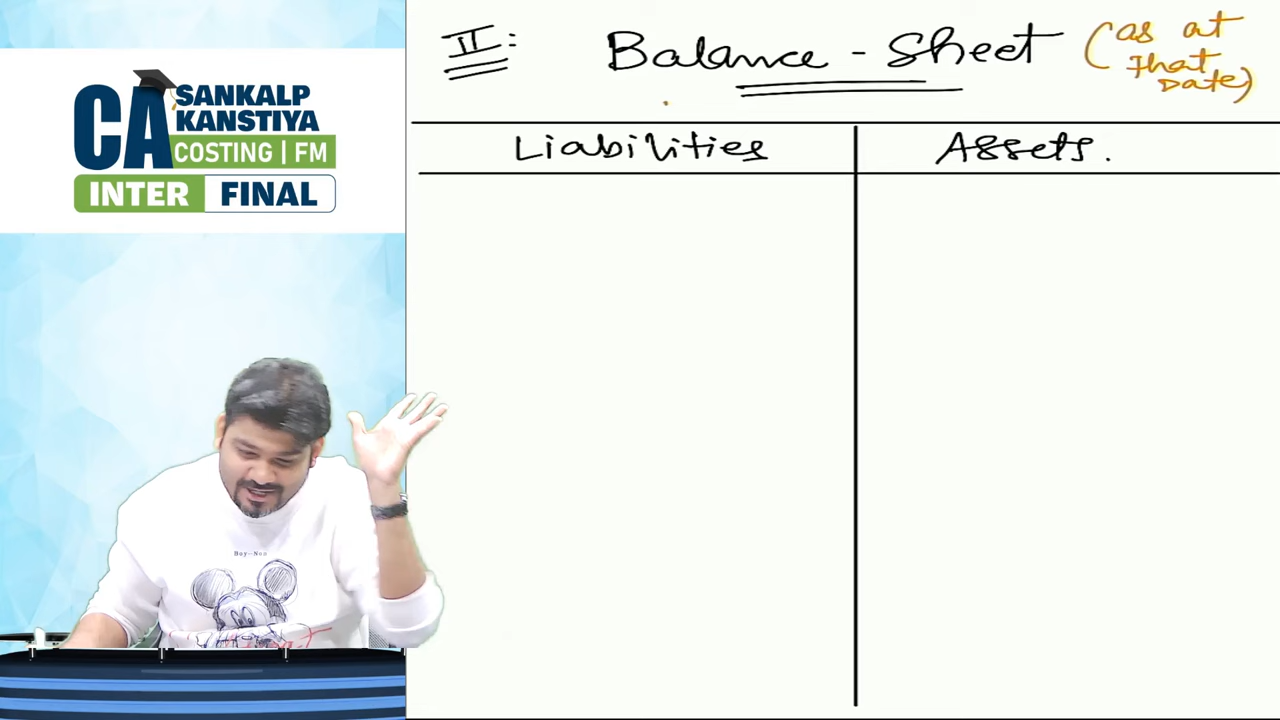 CA SANKALP
KANSTIYA
COSTING | FM
INTER FINAL
II: Balance - Sheet (as at
that
Date)
Liabilities Assets.